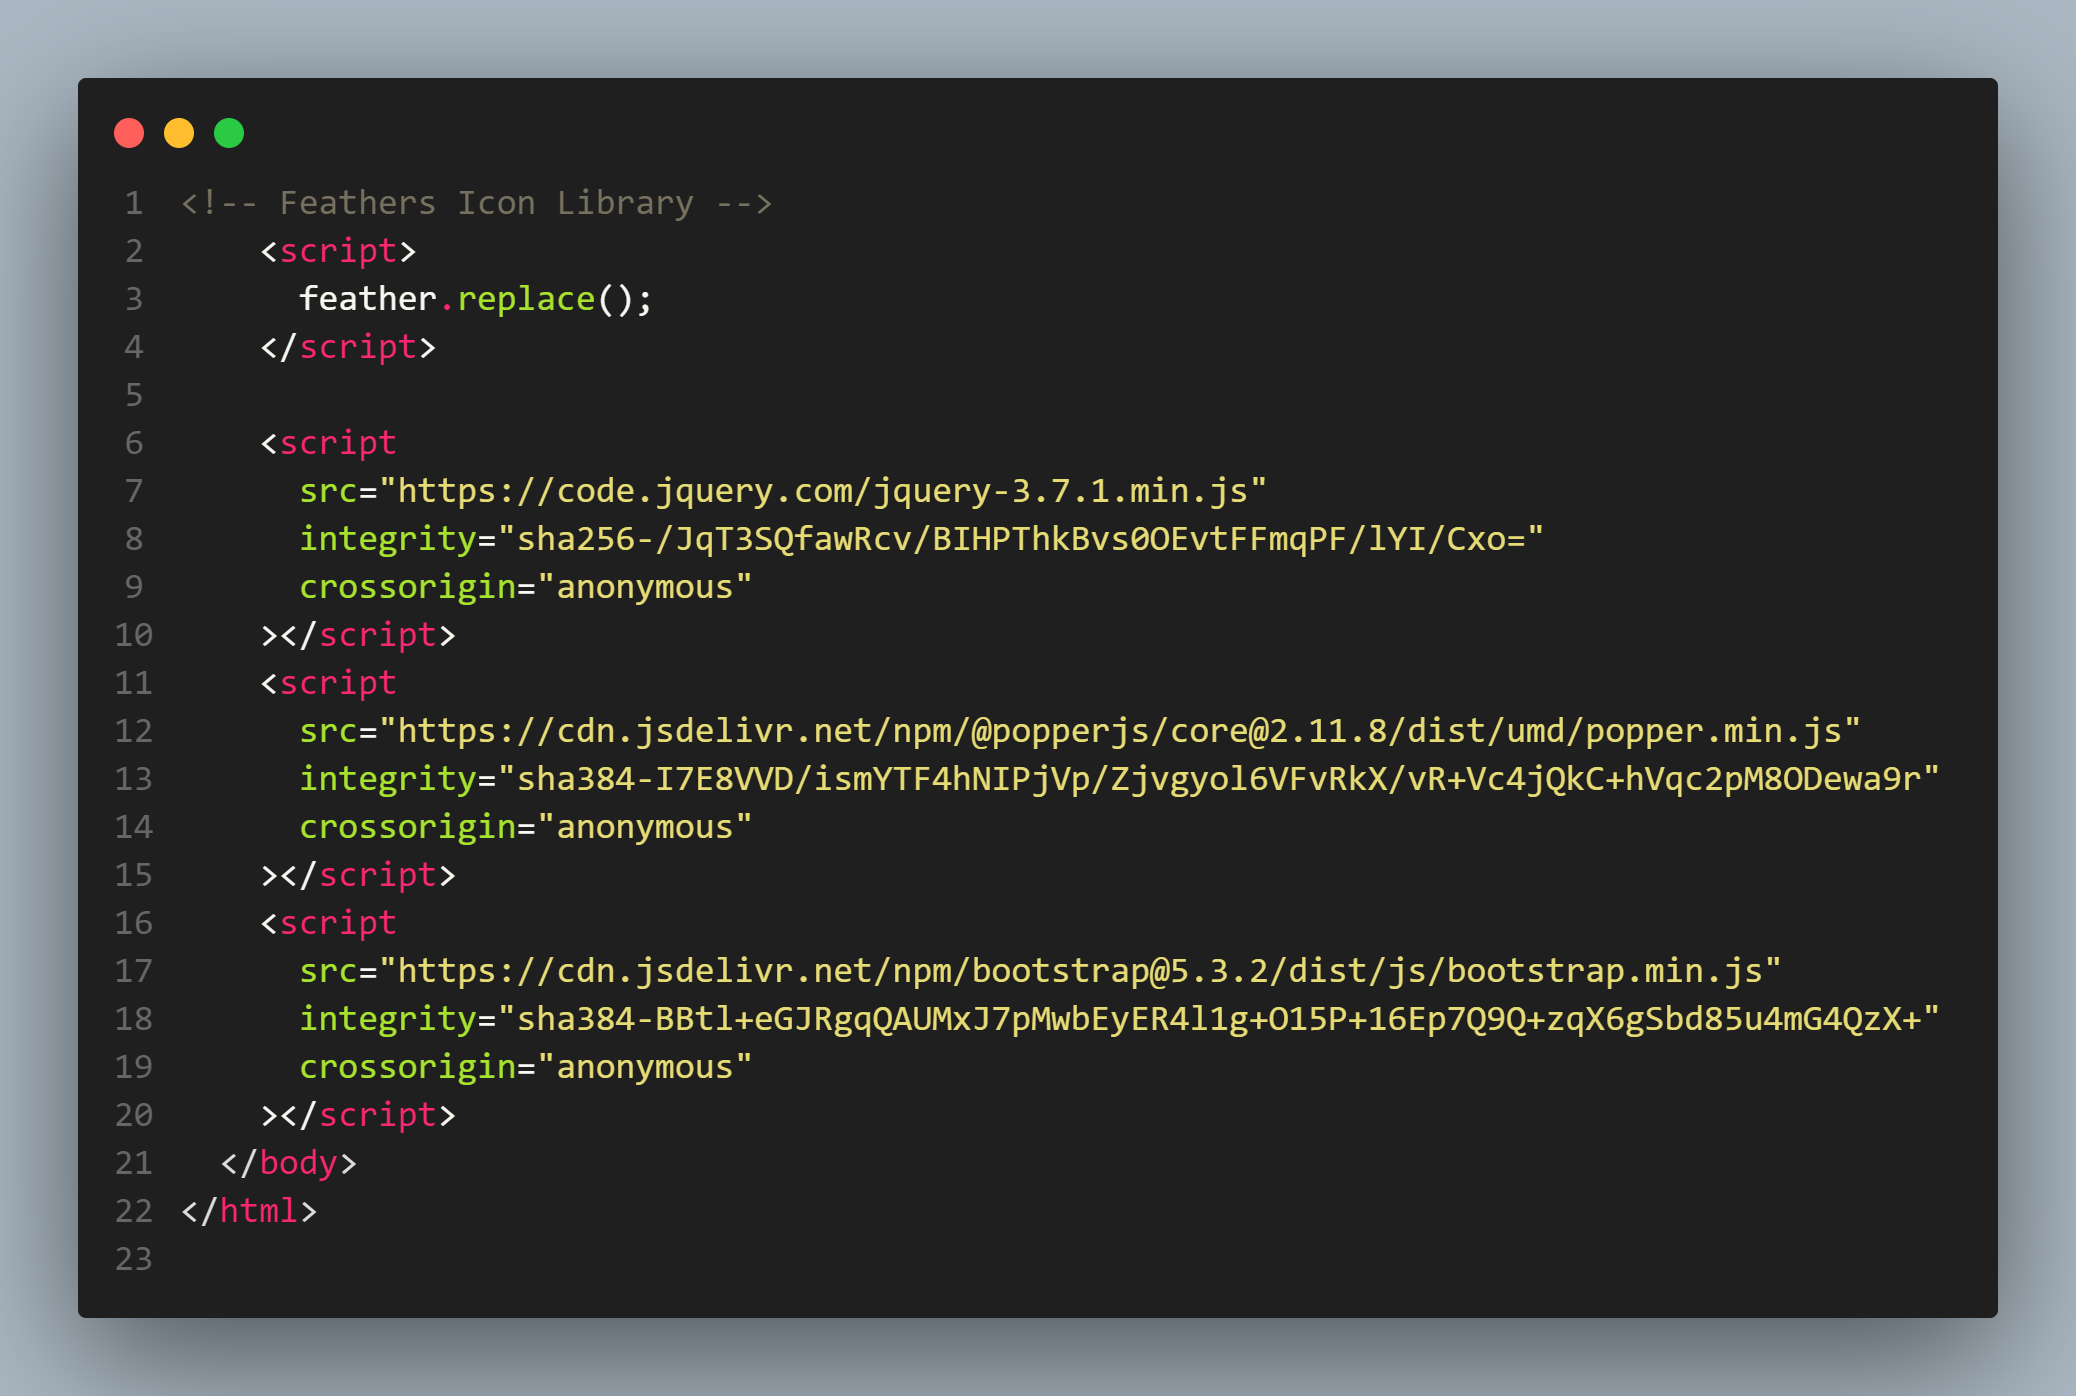 1 <!-- Feathers Icon Library -->
2     <script>
3       feather.replace();
4     </script>
5
6     <script
7       src="https://code.jquery.com/jquery-3.7.1.min.js"
8       integrity="sha256-/JqT3SQfawRcv/BIHPThkBvs0OEvtFFmqPF/lYI/Cxo="
9       crossorigin="anonymous"
10     ></script>
11     <script
12       src="https://cdn.jsdelivr.net/npm/@popperjs/core@2.11.8/dist/umd/popper.min.js"
13       integrity="sha384-I7E8VVD/ismYTF4hNIPjVp/Zjvgyol6VFvRkX/vR+Vc4jQkC+hVqc2pM8ODewa9r"
14       crossorigin="anonymous"
15     ></script>
16     <script
17       src="https://cdn.jsdelivr.net/npm/bootstrap@5.3.2/dist/js/bootstrap.min.js"
18       integrity="sha384-BBtl+eGJRgqQAUMxJ7pMwbEyER4l1g+O15P+16Ep7Q9Q+zqX6gSbd85u4mG4QzX+"
19       crossorigin="anonymous"
20     ></script>
21   </body>
22 </html>
23